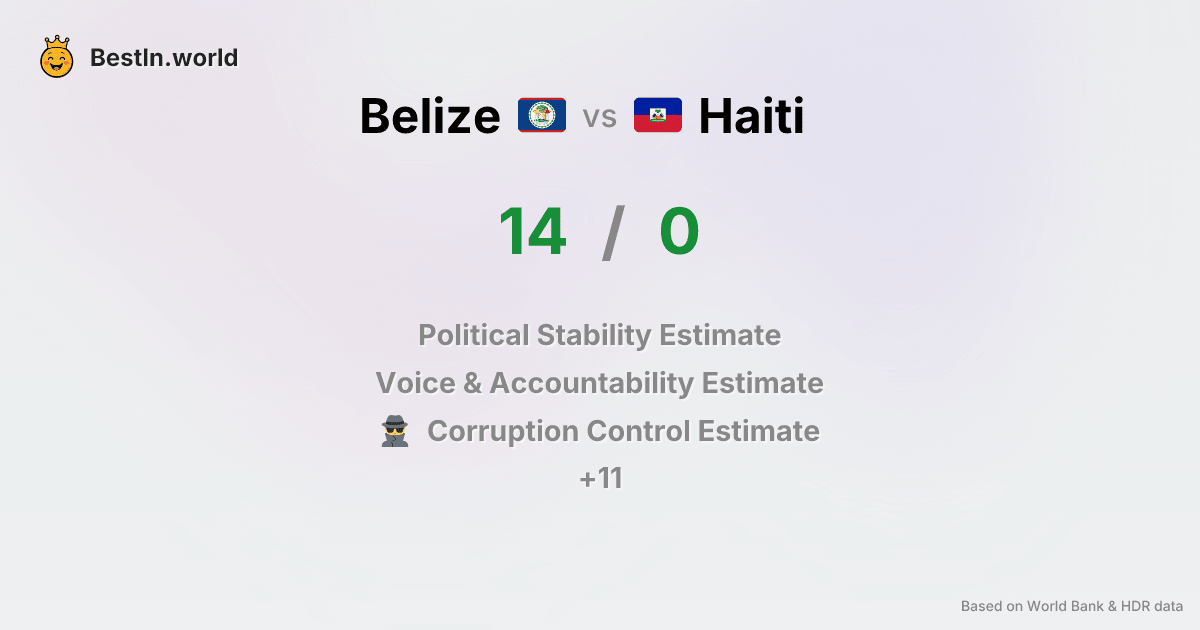 BestIn.world
Belize vs Haiti
14 / 0
Political Stability Estimate
Voice & Accountability Estimate
Corruption Control Estimate
+11
Based on World Bank & HDR data